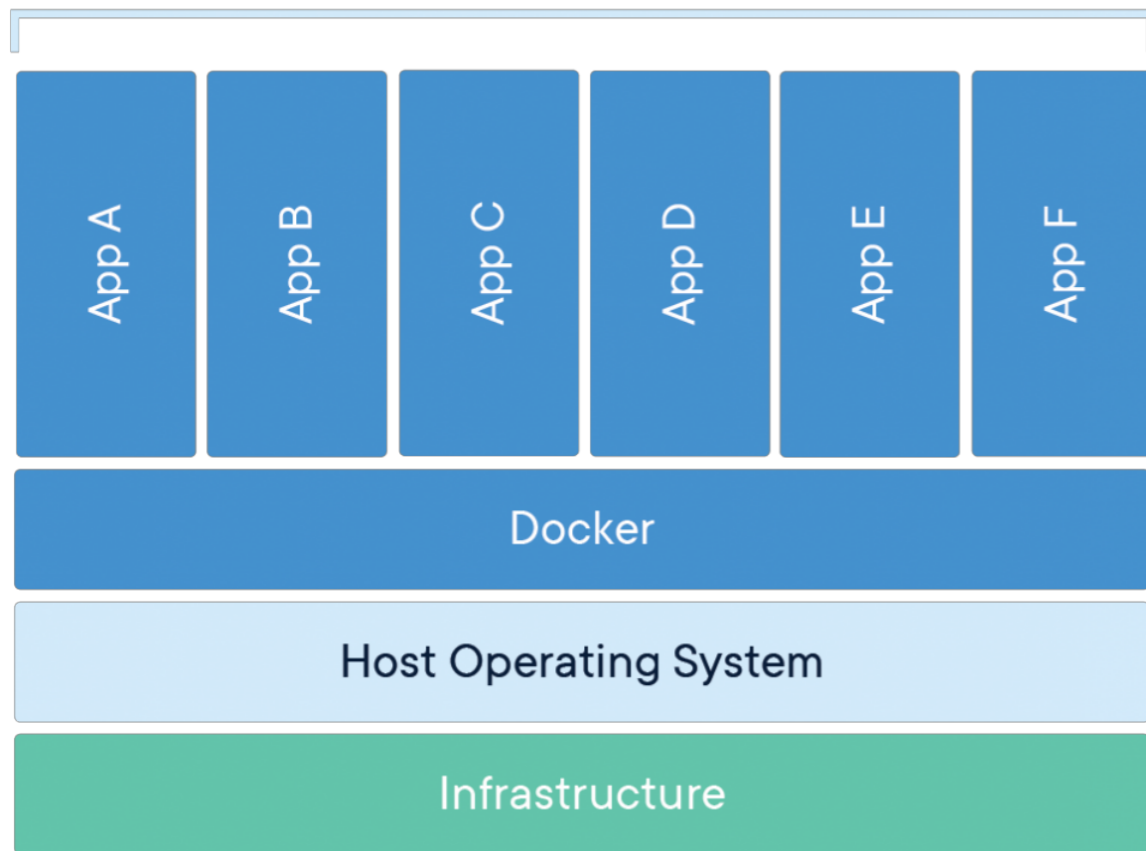 App A
App B
App C
App D
App E
App F
Docker
Host Operating System
Infrastructure